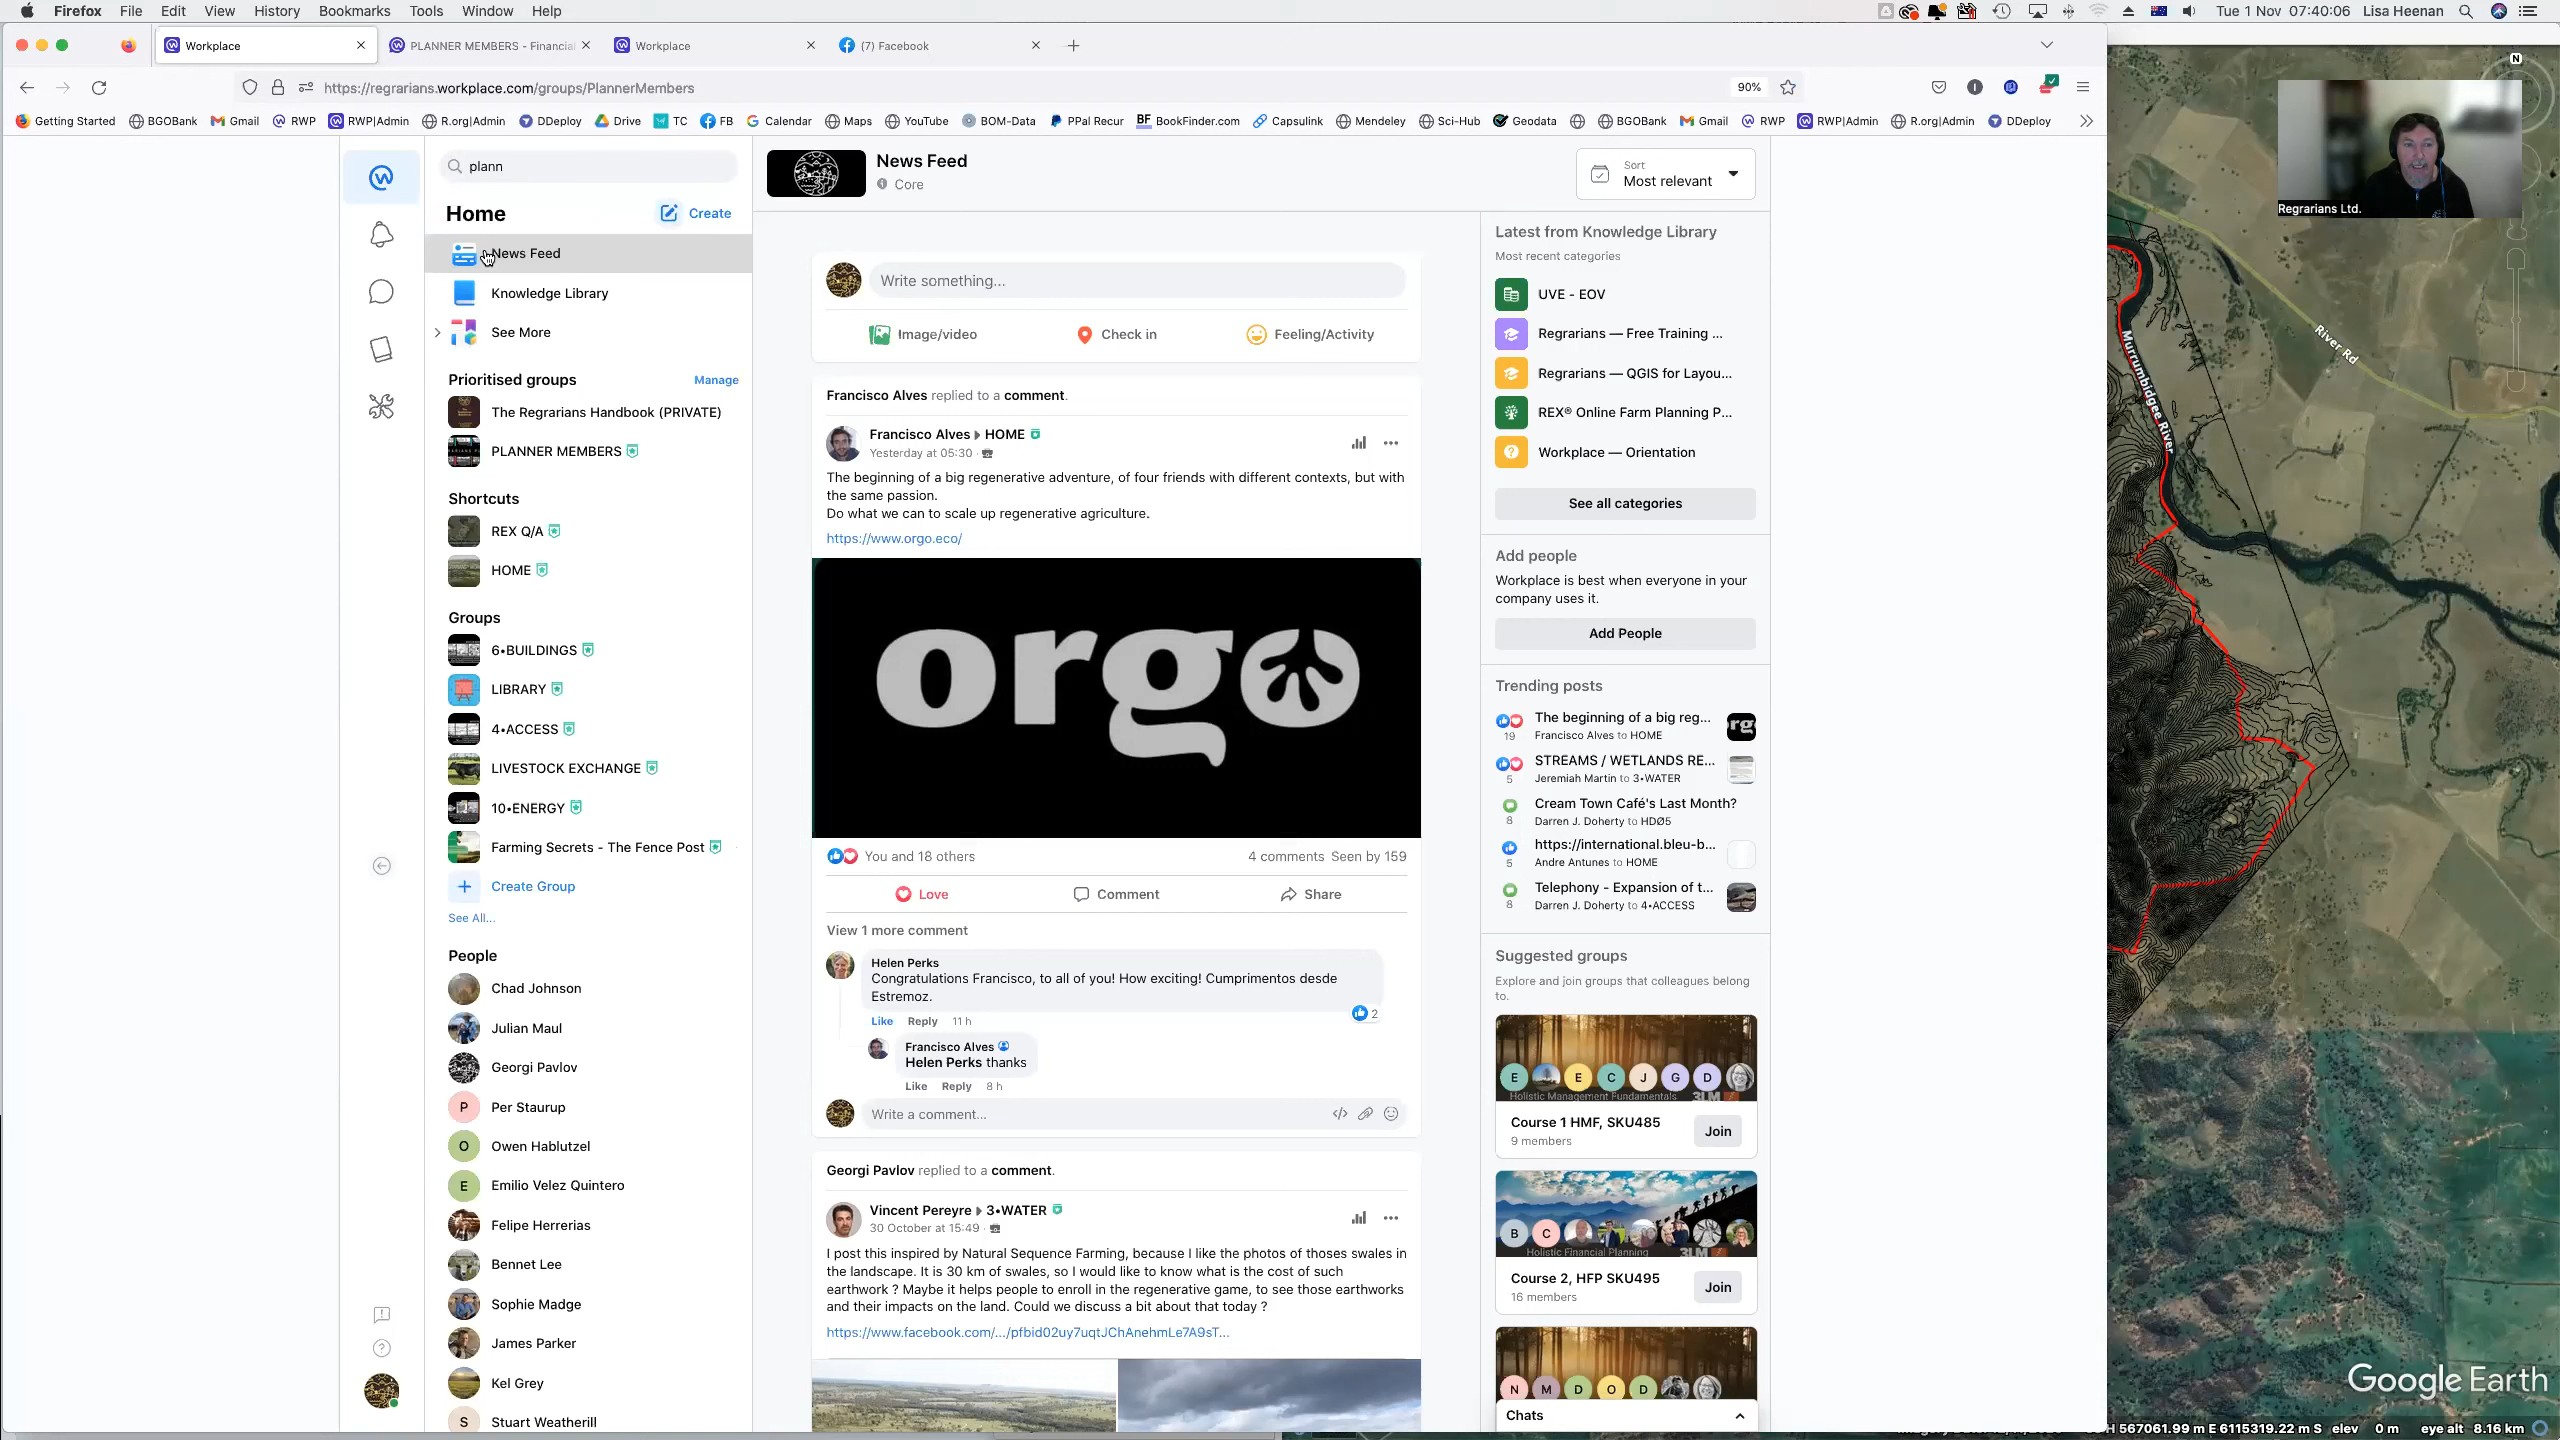 Firefox File Edit View History Bookmarks Tools Window Help
Tue 1 Nov 07:40:06 Lisa Heenan
Workplace
PLANNER MEMBERS - Financia
Workplace
(7) Facebook
https://regrarians.workplace.com/groups/PlannerMembers
90%
Getting Started BGOBank Gmail RWP RWP|Admin R.org|Admin DDeploy Drive TC FB Calendar Maps YouTube BOM-Data PPal Recur BF BookFinder.com Capsulink Mendeley Sci-Hub Geodata BGOBank Gmail RWP RWP|Admin R.org|Admin DDeploy
plann
Home
Create
News Feed
Knowledge Library
See More
Prioritised groups
Manage
The Regrarians Handbook (PRIVATE)
PLANNER MEMBERS
Shortcuts
REX Q/A
HOME
Groups
6•BUILDINGS
LIBRARY
4•ACCESS
LIVESTOCK EXCHANGE
10•ENERGY
Farming Secrets - The Fence Post
Create Group
See All...
People
Chad Johnson
Julian Maul
Georgi Pavlov
P Per Staurup
O Owen Hablutzel
E Emilio Velez Quintero
Felipe Herrerias
Bennet Lee
Sophie Madge
James Parker
Kel Grey
S Stuart Weatherill
News Feed
Core
Sort
Most relevant
Write something...
Image/video
Check in
Feeling/Activity
Francisco Alves replied to a comment.
Francisco Alves HOME
Yesterday at 05:30
The beginning of a big regenerative adventure, of four friends with different contexts, but with
the same passion.
Do what we can to scale up regenerative agriculture.
https://www.orgo.eco/
orgo
You and 18 others
4 comments Seen by 159
Love
Comment
Share
View 1 more comment
Helen Perks
Congratulations Francisco, to all of you! How exciting! Cumprimentos desde
Estremoz.
2
Like Reply 11 h
Francisco Alves
Helen Perks thanks
Like Reply 8 h
Write a comment...
Georgi Pavlov replied to a comment.
Vincent Pereyre 3•WATER
30 October at 15:49
I post this inspired by Natural Sequence Farming, because I like the photos of thoses swales in
the landscape. It is 30 km of swales, so I would like to know what is the cost of such
earthwork ? Maybe it helps people to enroll in the regenerative game, to see those earthworks
and their impacts on the land. Could we discuss a bit about that today ?
https://www.facebook.com/.../pfbid02uy7uqtJChAnehmLe7A9sT...
Latest from Knowledge Library
Most recent categories
UVE - EOV
Regrarians — Free Training ...
Regrarians — QGIS for Layou...
REX® Online Farm Planning P...
Workplace — Orientation
See all categories
Add people
Workplace is best when everyone in your
company uses it.
Add People
Trending posts
The beginning of a big reg...
19 Francisco Alves to HOME
rgo
STREAMS / WETLANDS RE...
5 Jeremiah Martin to 3•WATER
Cream Town Café's Last Month?
8 Darren J. Doherty to HDØ5
https://international.bleu-b...
5 Andre Antunes to HOME
Telephony - Expansion of t...
8 Darren J. Doherty to 4•ACCESS
Suggested groups
Explore and join groups that colleagues belong
to.
E E C J G D
Holistic Management Fundamentals 3LM
Course 1 HMF, SKU485
9 members
Join
B C
Holistic Financial Planning 3LM
Course 2, HFP SKU495
16 members
Join
N M D O D
Chats
N
Regrarians Ltd.
River Rd
Murrumbidgee River
Google Earth
H 567061.99 m E 6115319.22 m S elev 0 m eye alt 8.16 km